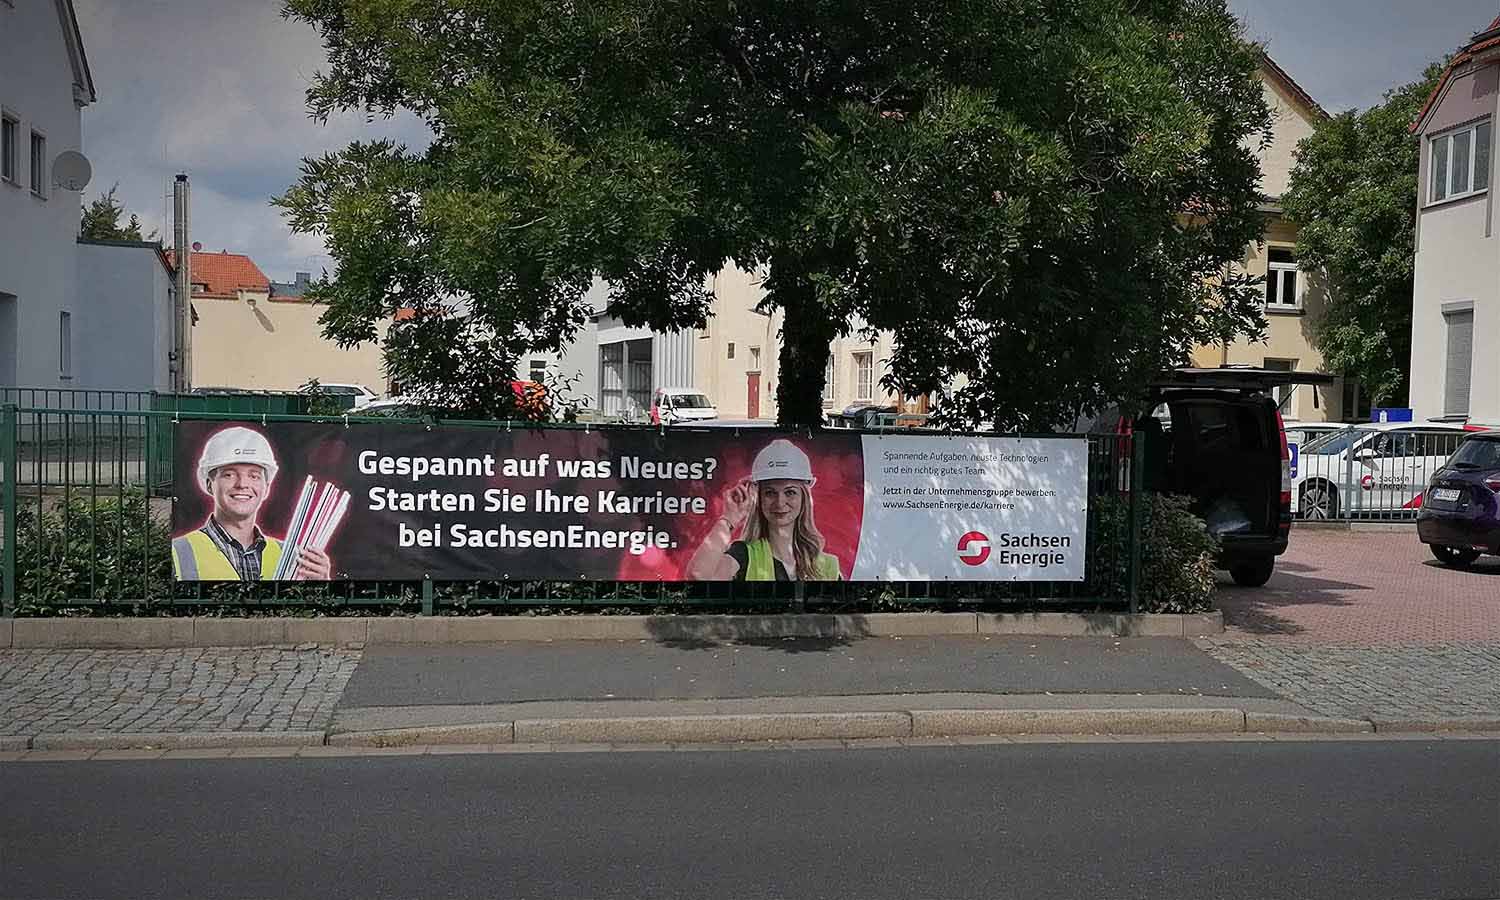 Gespannt auf was Neues?
Starten Sie Ihre Karriere
bei SachsenEnergie.
Spannende Aufgaben, neuste Technologien
und ein richtig gutes Team.
Jetzt in der Unternehmensgruppe bewerben:
www.SachsenEnergie.de/karriere
Sachsen
Energie
Sachsen
Energie